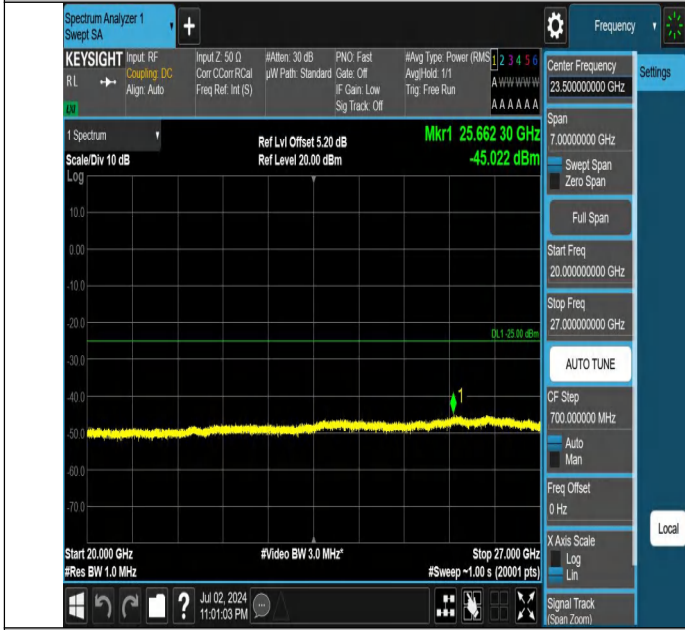 Spectrum Analyzer 1
Swept SA
Frequency
KEYSIGHT
RL
Input: RF
Coupling: DC
Align: Auto
Input Z: 50 Ω
Corr CCorr RCal
Freq Ref: Int (S)
#Atten: 30 dB
µW Path: Standard
PNO: Fast
Gate: Off
IF Gain: Low
Sig Track: Off
#Avg Type: Power (RMS
Avg|Hold: 1/1
Trig: Free Run
1 2 3 4 5 6
A W W W W W
A A A A A A
1 Spectrum
Scale/Div 10 dB
Log
Ref Lvl Offset 5.20 dB
Ref Level 20.00 dBm
Mkr1 25.662 30 GHz
-45.022 dBm
10.0
0.00
-10.0
-20.0
-30.0
-40.0
-50.0
-60.0
-70.0
DL1 -25.00 dBm
1
Start 20.000 GHz
#Res BW 1.0 MHz
#Video BW 3.0 MHz*
Stop 27.000 GHz
#Sweep ~1.00 s (20001 pts)
Jul 02, 2024
11:01:03 PM
Center Frequency
23.500000000 GHz
Span
7.00000000 GHz
Swept Span
Zero Span
Full Span
Start Freq
20.000000000 GHz
Stop Freq
27.000000000 GHz
AUTO TUNE
CF Step
700.000000 MHz
Auto
Man
Freq Offset
0 Hz
X Axis Scale
Log
Lin
Signal Track
(Span Zoom)
Settings
Local